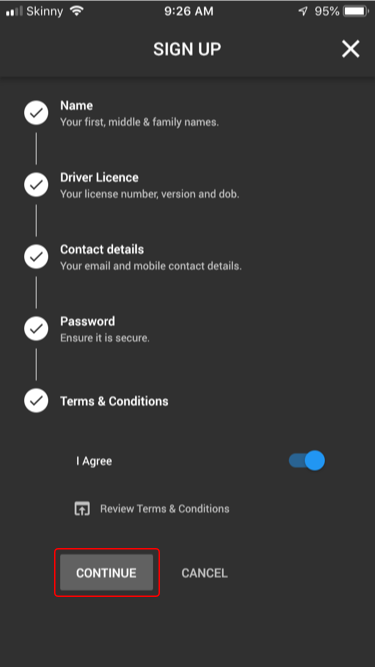 Skinny 9:26 AM 95%
SIGN UP
Name
Your first, middle & family names.
Driver Licence
Your license number, version and dob.
Contact details
Your email and mobile contact details.
Password
Ensure it is secure.
Terms & Conditions
I Agree
Review Terms & Conditions
CONTINUE CANCEL